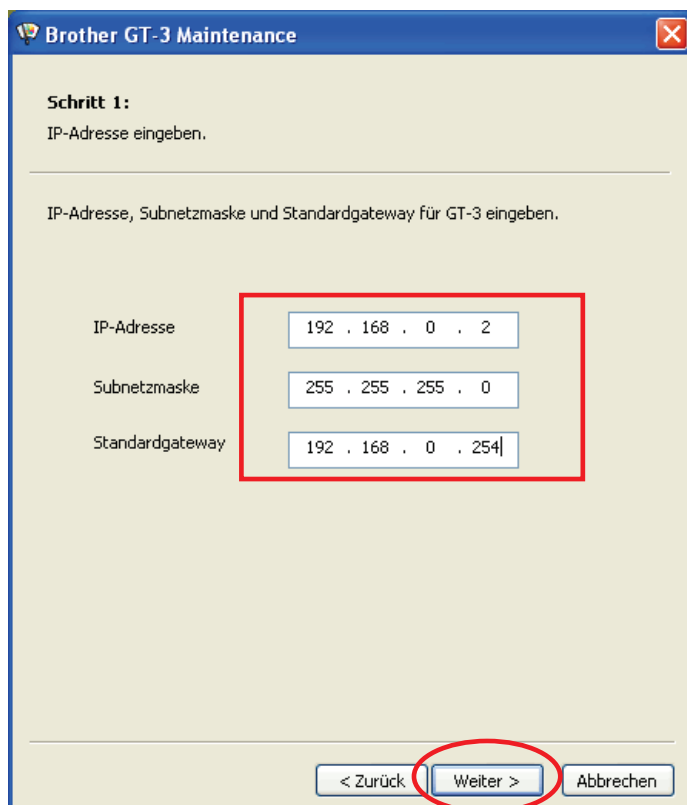 Brother GT-3 Maintenance
Schritt 1:
IP-Adresse eingeben.
IP-Adresse, Subnetzmaske und Standardgateway für GT-3 eingeben.
IP-Adresse 192 . 168 . 0 . 2
Subnetzmaske 255 . 255 . 255 . 0
Standardgateway 192 . 168 . 0 . 254
< Zurück Weiter > Abbrechen